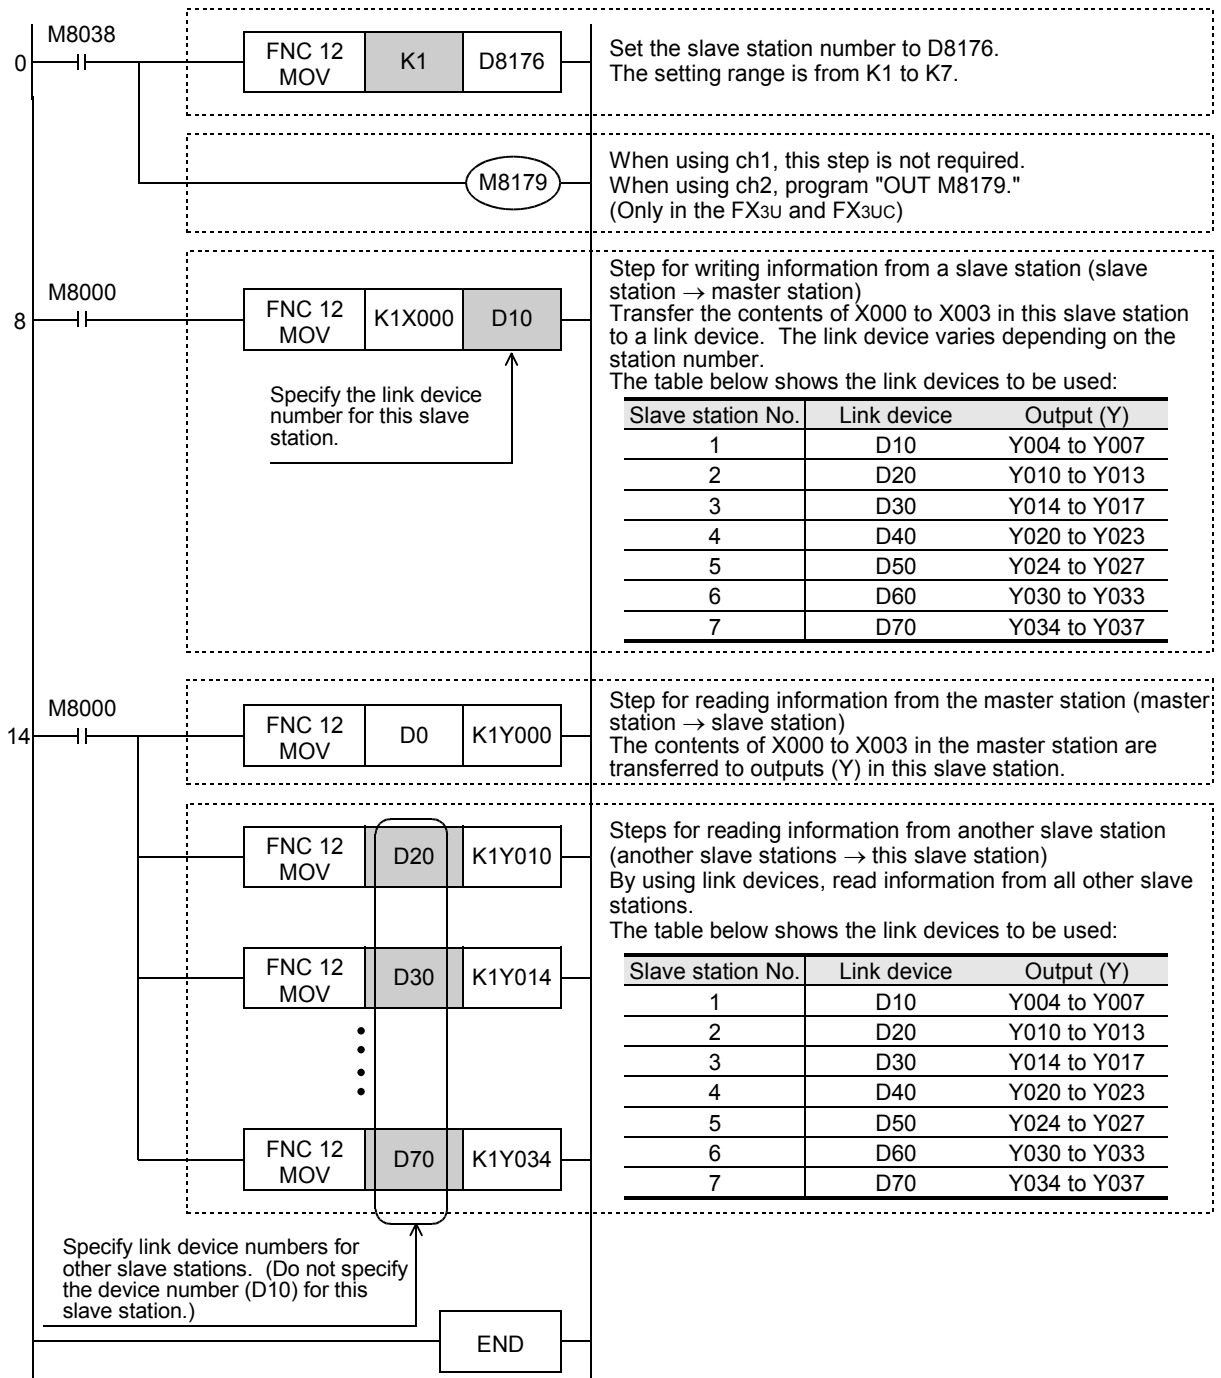 M8038
0
FNC 12
MOV
K1
D8176
Set the slave station number to D8176.
The setting range is from K1 to K7.
M8179
When using ch1, this step is not required.
When using ch2, program "OUT M8179."
(Only in the FX3U and FX3UC)
M8000
8
FNC 12
MOV
K1X000
D10
Specify the link device
number for this slave
station.
Step for writing information from a slave station (slave
station → master station)
Transfer the contents of X000 to X003 in this slave station
to a link device. The link device varies depending on the
station number.
The table below shows the link devices to be used:
Slave station No. Link device Output (Y)
1 D10 Y004 to Y007
2 D20 Y010 to Y013
3 D30 Y014 to Y017
4 D40 Y020 to Y023
5 D50 Y024 to Y027
6 D60 Y030 to Y033
7 D70 Y034 to Y037
M8000
14
FNC 12
MOV
D0
K1Y000
Step for reading information from the master station (master
station → slave station)
The contents of X000 to X003 in the master station are
transferred to outputs (Y) in this slave station.
FNC 12
MOV
D20
K1Y010
FNC 12
MOV
D30
K1Y014
FNC 12
MOV
D70
K1Y034
Steps for reading information from another slave station
(another slave stations → this slave station)
By using link devices, read information from all other slave
stations.
The table below shows the link devices to be used:
Slave station No. Link device Output (Y)
1 D10 Y004 to Y007
2 D20 Y010 to Y013
3 D30 Y014 to Y017
4 D40 Y020 to Y023
5 D50 Y024 to Y027
6 D60 Y030 to Y033
7 D70 Y034 to Y037
Specify link device numbers for
other slave stations. (Do not specify
the device number (D10) for this
slave station.)
END